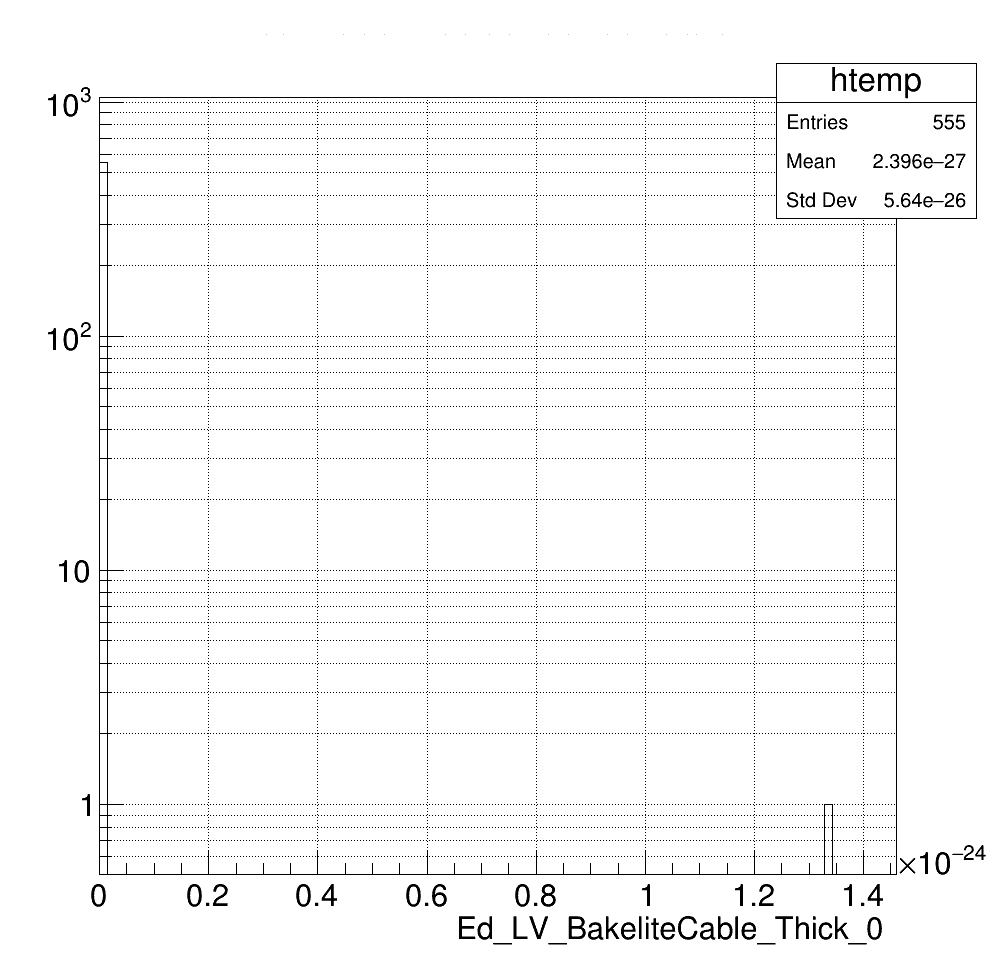 htemp
Entries 555
Mean 2.396e−27
Std Dev 5.64e−26
10³
10²
10
1
0 0.2 0.4 0.6 0.8 1 1.2 1.4
×10⁻²⁴
Ed_LV_BakeliteCable_Thick_0